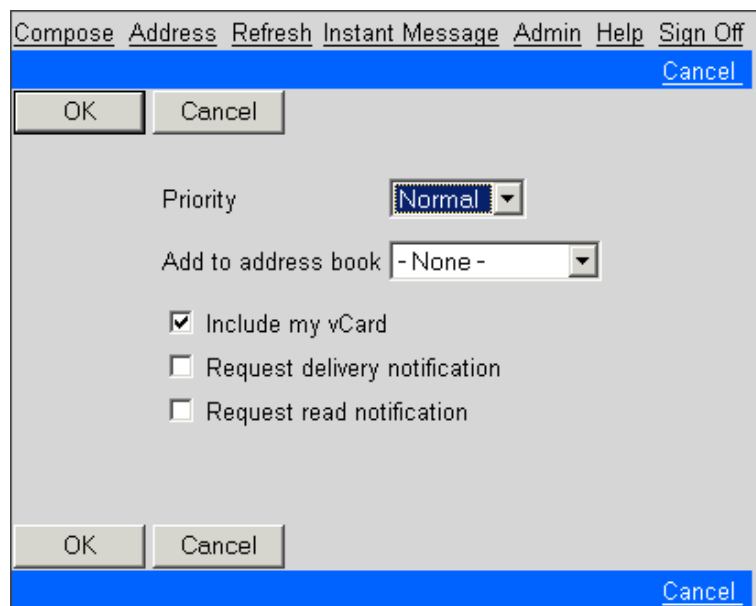 Compose Address Refresh Instant Message Admin Help Sign Off
Cancel
OK Cancel
Priority Normal
Add to address book - None -
Include my vCard
Request delivery notification
Request read notification
OK Cancel
Cancel